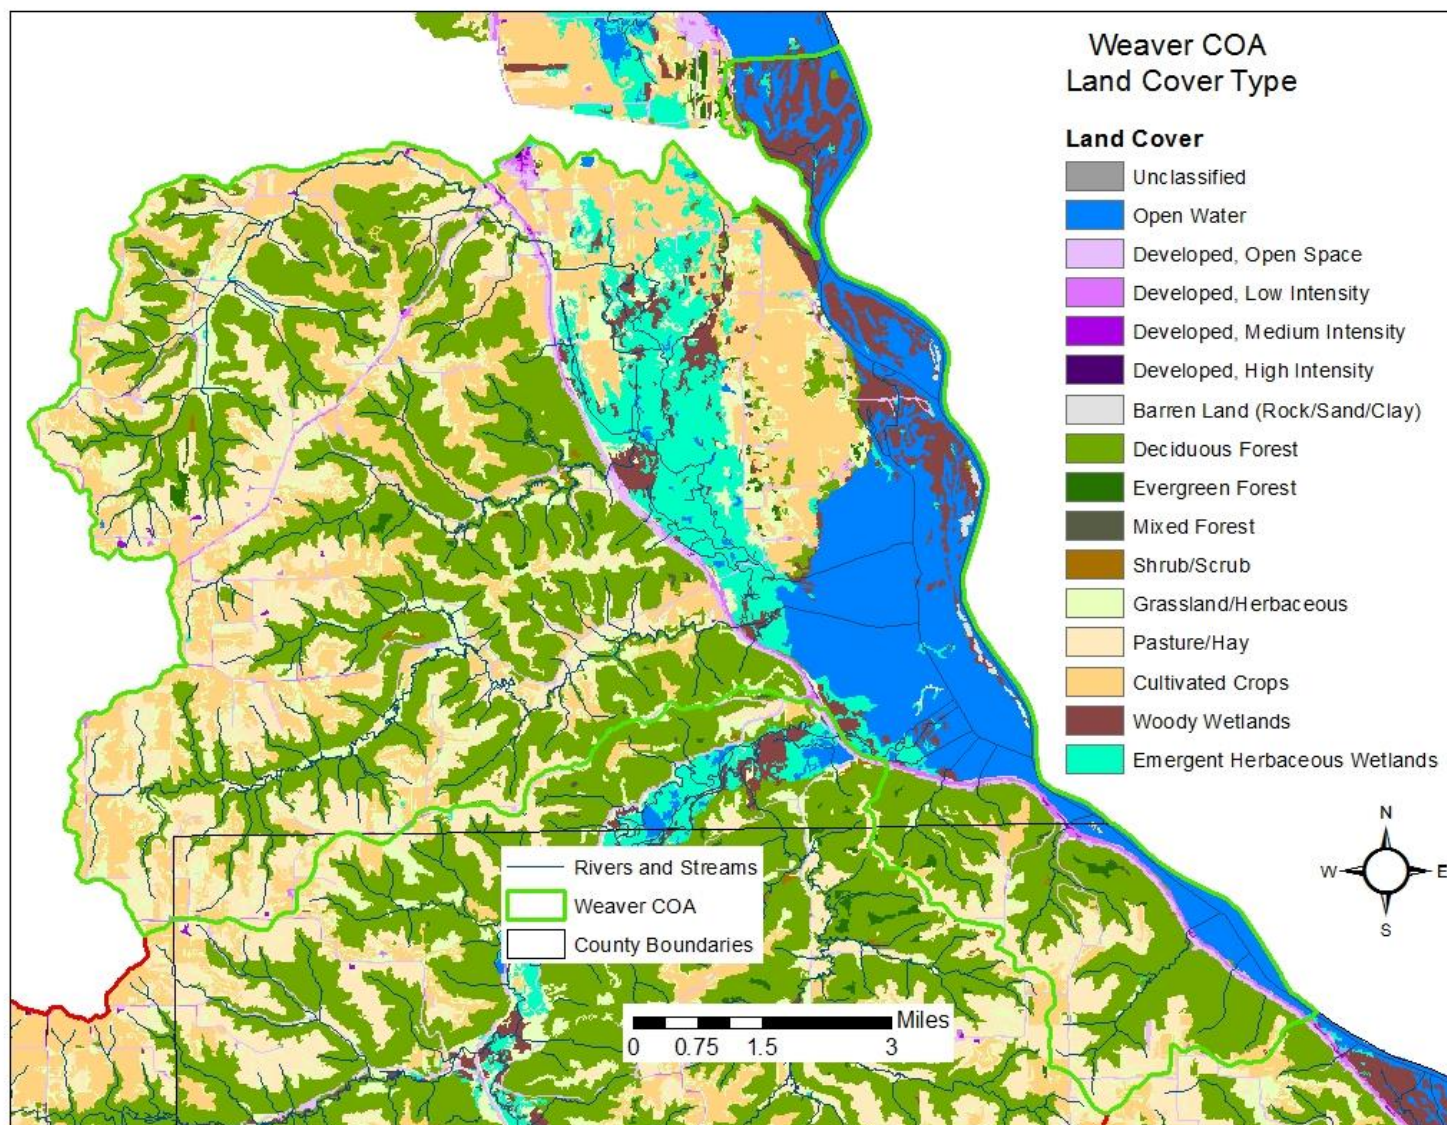 Weaver COA
Land Cover Type
Land Cover
Unclassified
Open Water
Developed, Open Space
Developed, Low Intensity
Developed, Medium Intensity
Developed, High Intensity
Barren Land (Rock/Sand/Clay)
Deciduous Forest
Evergreen Forest
Mixed Forest
Shrub/Scrub
Grassland/Herbaceous
Pasture/Hay
Cultivated Crops
Woody Wetlands
Emergent Herbaceous Wetlands
N
W E
S
Rivers and Streams
Weaver COA
County Boundaries
Miles
0 0.75 1.5 3